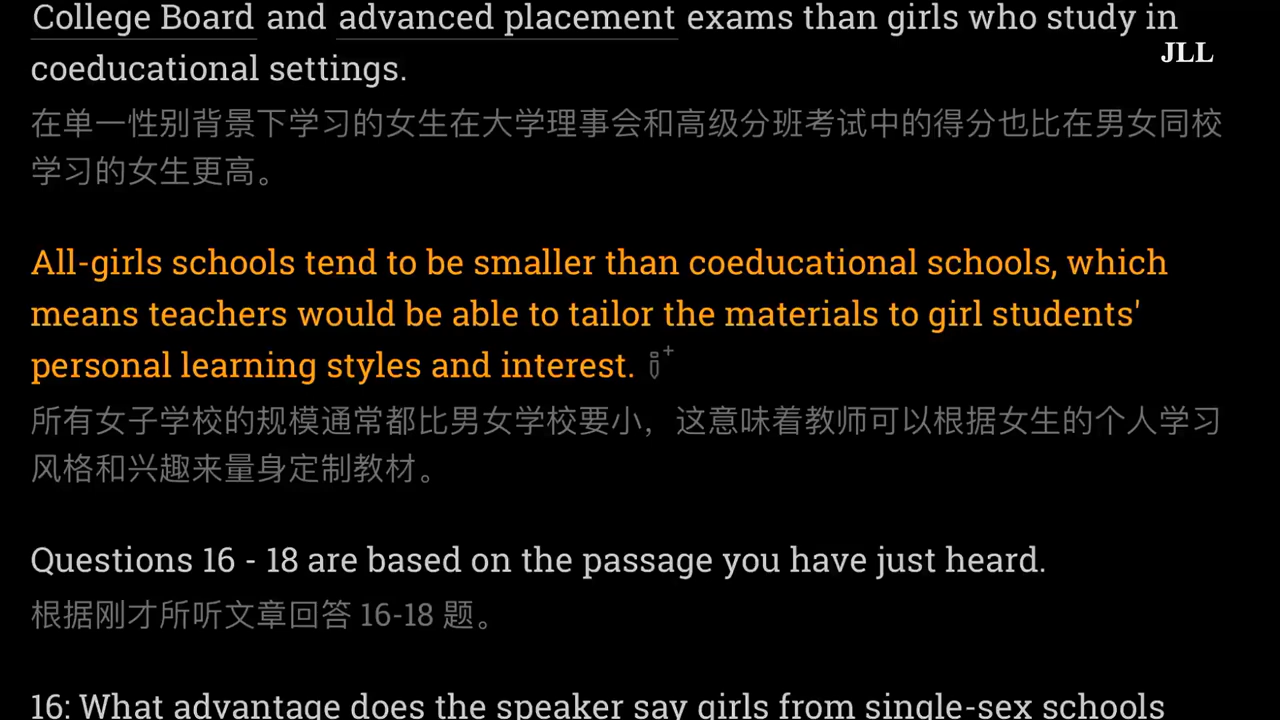 College Board and advanced placement exams than girls who study in
JLL
coeducational settings.
在单一性别背景下学习的女生在大学理事会和高级分班考试中的得分也比在男女同校
学习的女生更高。
All-girls schools tend to be smaller than coeducational schools, which
means teachers would be able to tailor the materials to girl students'
personal learning styles and interest.
所有女子学校的规模通常都比男女学校要小，这意味着教师可以根据女生的个人学习
风格和兴趣来量身定制教材。
Questions 16 - 18 are based on the passage you have just heard.
根据刚才所听文章回答 16-18 题。
16: What advantage does the speaker say girls from single-sex schools